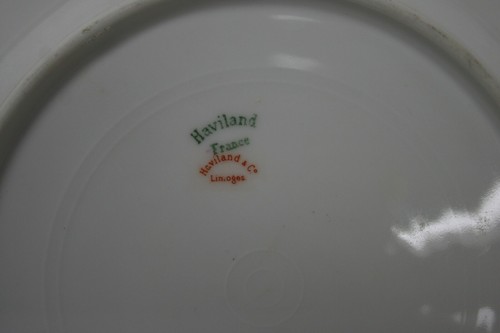 Haviland
France
Haviland & Co
Limoges